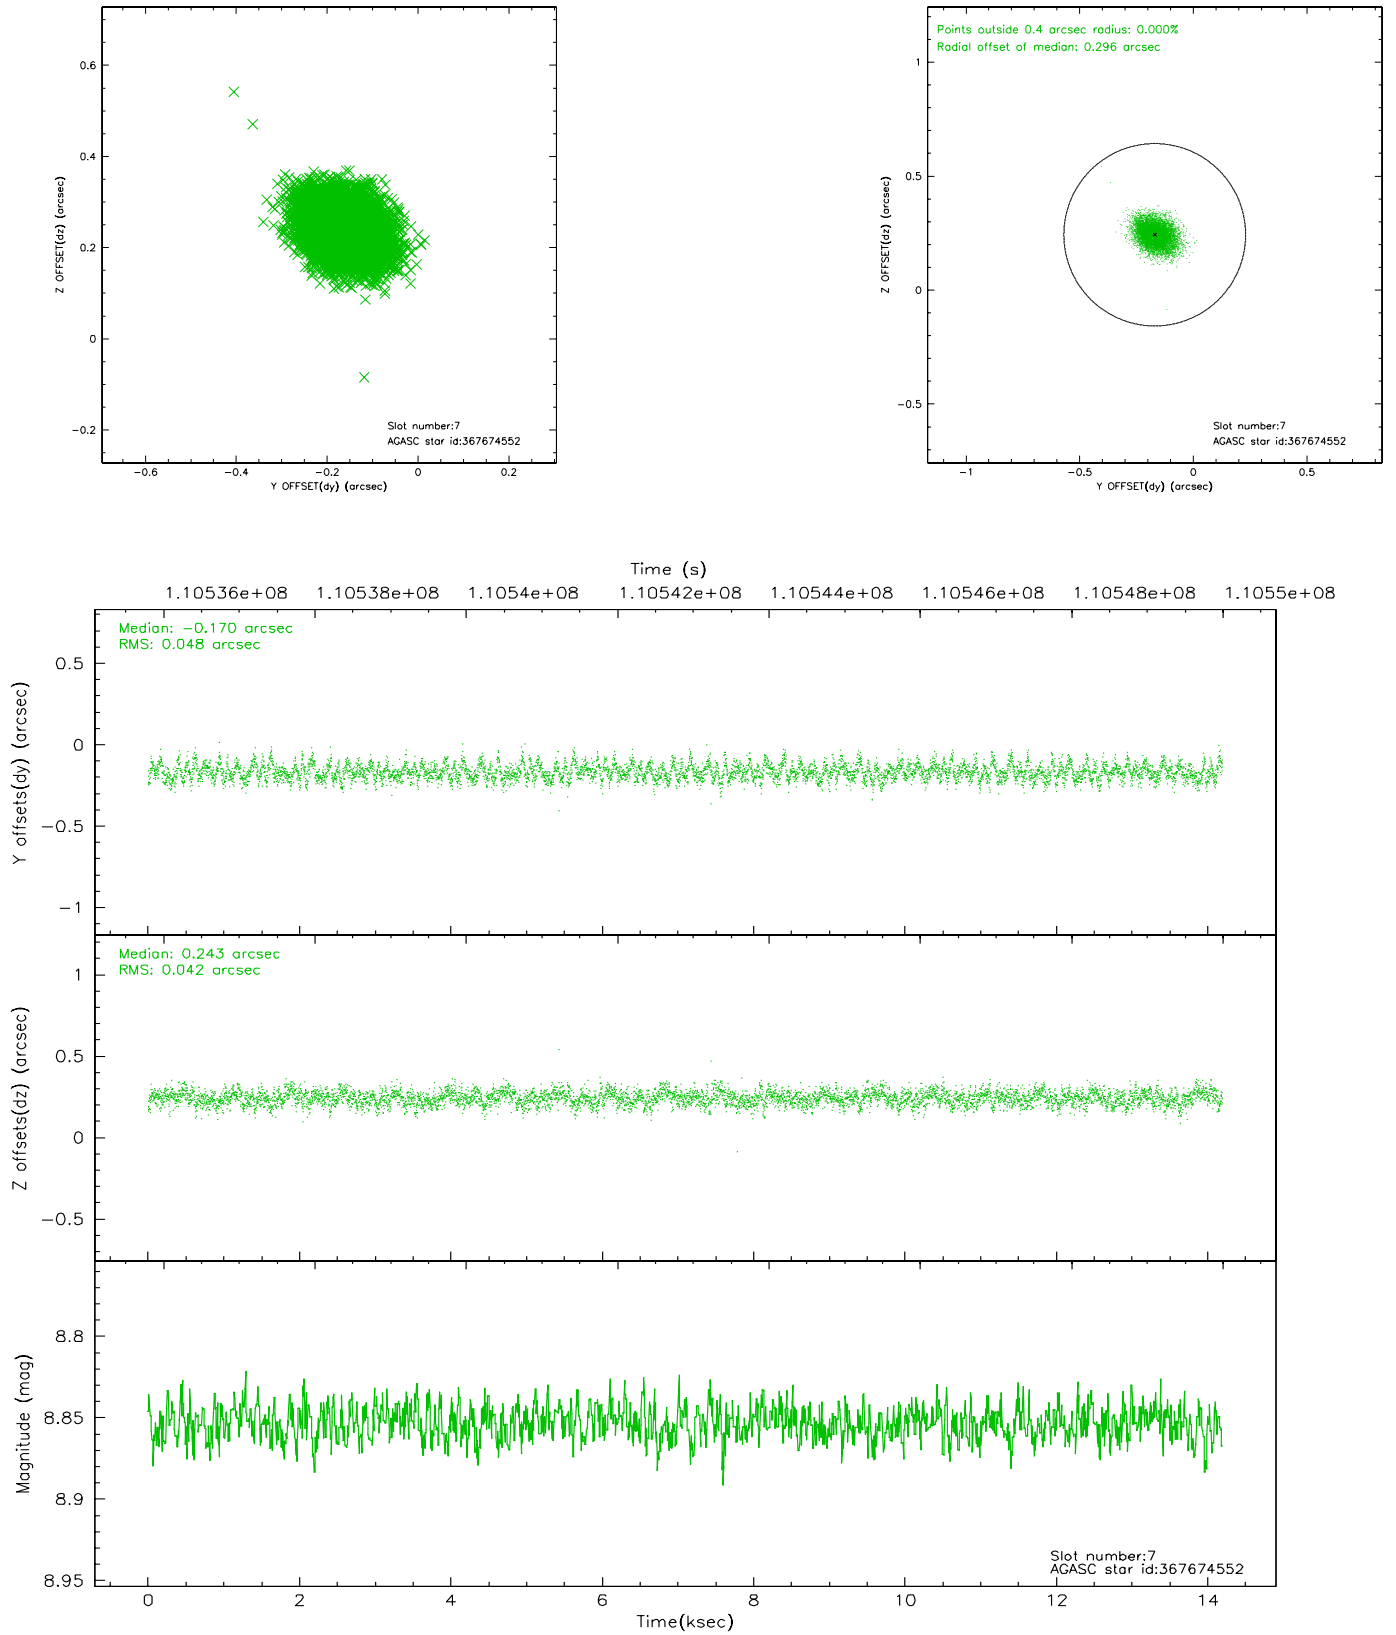 0.6
0.4
0.2
0
−0.2
Z OFFSET(dz) (arcsec)
Slot number:7
AGASC star id:367674552
−0.6 −0.4 −0.2 0 0.2
Y OFFSET(dy) (arcsec)
Points outside 0.4 arcsec radius: 0.000%
Radial offset of median: 0.296 arcsec
1
0.5
0
−0.5
Z OFFSET(dz) (arcsec)
Slot number:7
AGASC star id:367674552
−1 −0.5 0 0.5
Y OFFSET(dy) (arcsec)
Time (s)
1.10536e+08 1.10538e+08 1.1054e+08 1.10542e+08 1.10544e+08 1.10546e+08 1.10548e+08 1.1055e+08
Median: −0.170 arcsec
RMS: 0.048 arcsec
0.5
0
−0.5
−1
Y offsets(dy) (arcsec)
Median: 0.243 arcsec
RMS: 0.042 arcsec
1
0.5
0
−0.5
Z offsets(dz) (arcsec)
8.8
8.85
8.9
8.95
Magnitude (mag)
Slot number:7
AGASC star id:367674552
0 2 4 6 8 10 12 14
Time(ksec)